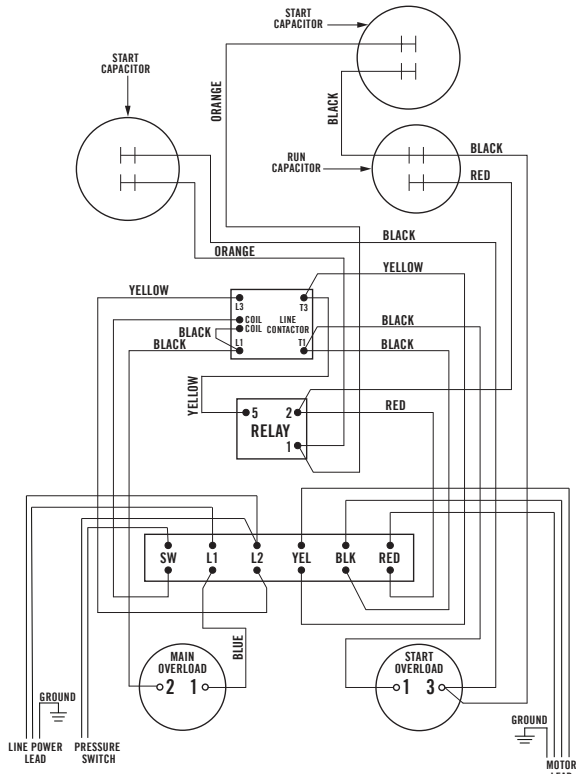 START
CAPACITOR
START
CAPACITOR
ORANGE
BLACK
RUN
CAPACITOR
BLACK
RED
BLACK
ORANGE
YELLOW
YELLOW
L3
T3
COIL
LINE
BLACK
COIL
CONTACTOR
BLACK
BLACK
L1
T1
BLACK
YELLOW
5
2
RED
RELAY
1
SW
L1
L2
YEL
BLK
RED
BLUE
MAIN
OVERLOAD
2 1
START
OVERLOAD
1 3
GROUND
GROUND
LINE POWER
LEAD
PRESSURE
SWITCH
MOTOR
LEAD